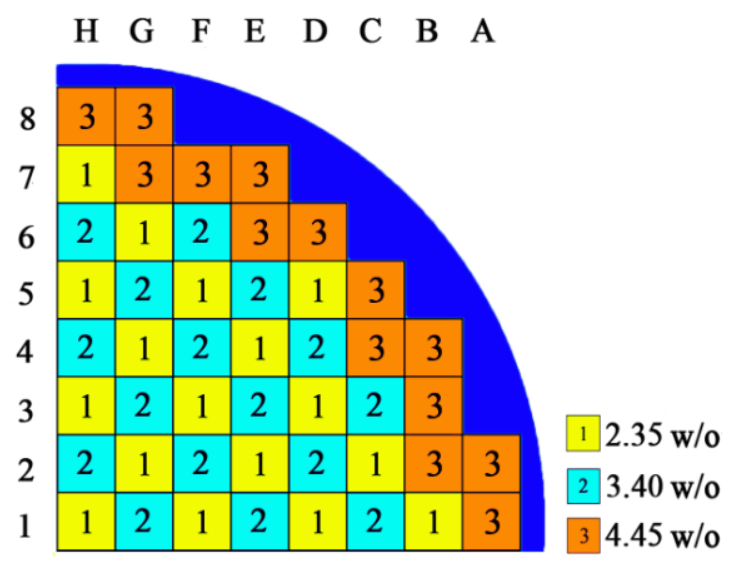 H G F E D C B A
8 3 3
7 1 3 3 3
6 2 1 2 3 3
5 1 2 1 2 1 3
4 2 1 2 1 2 3 3
3 1 2 1 2 1 2 3
2 2 1 2 1 2 1 3 3
1 1 2 1 2 1 2 1 3
1 2.35 w/o
2 3.40 w/o
3 4.45 w/o